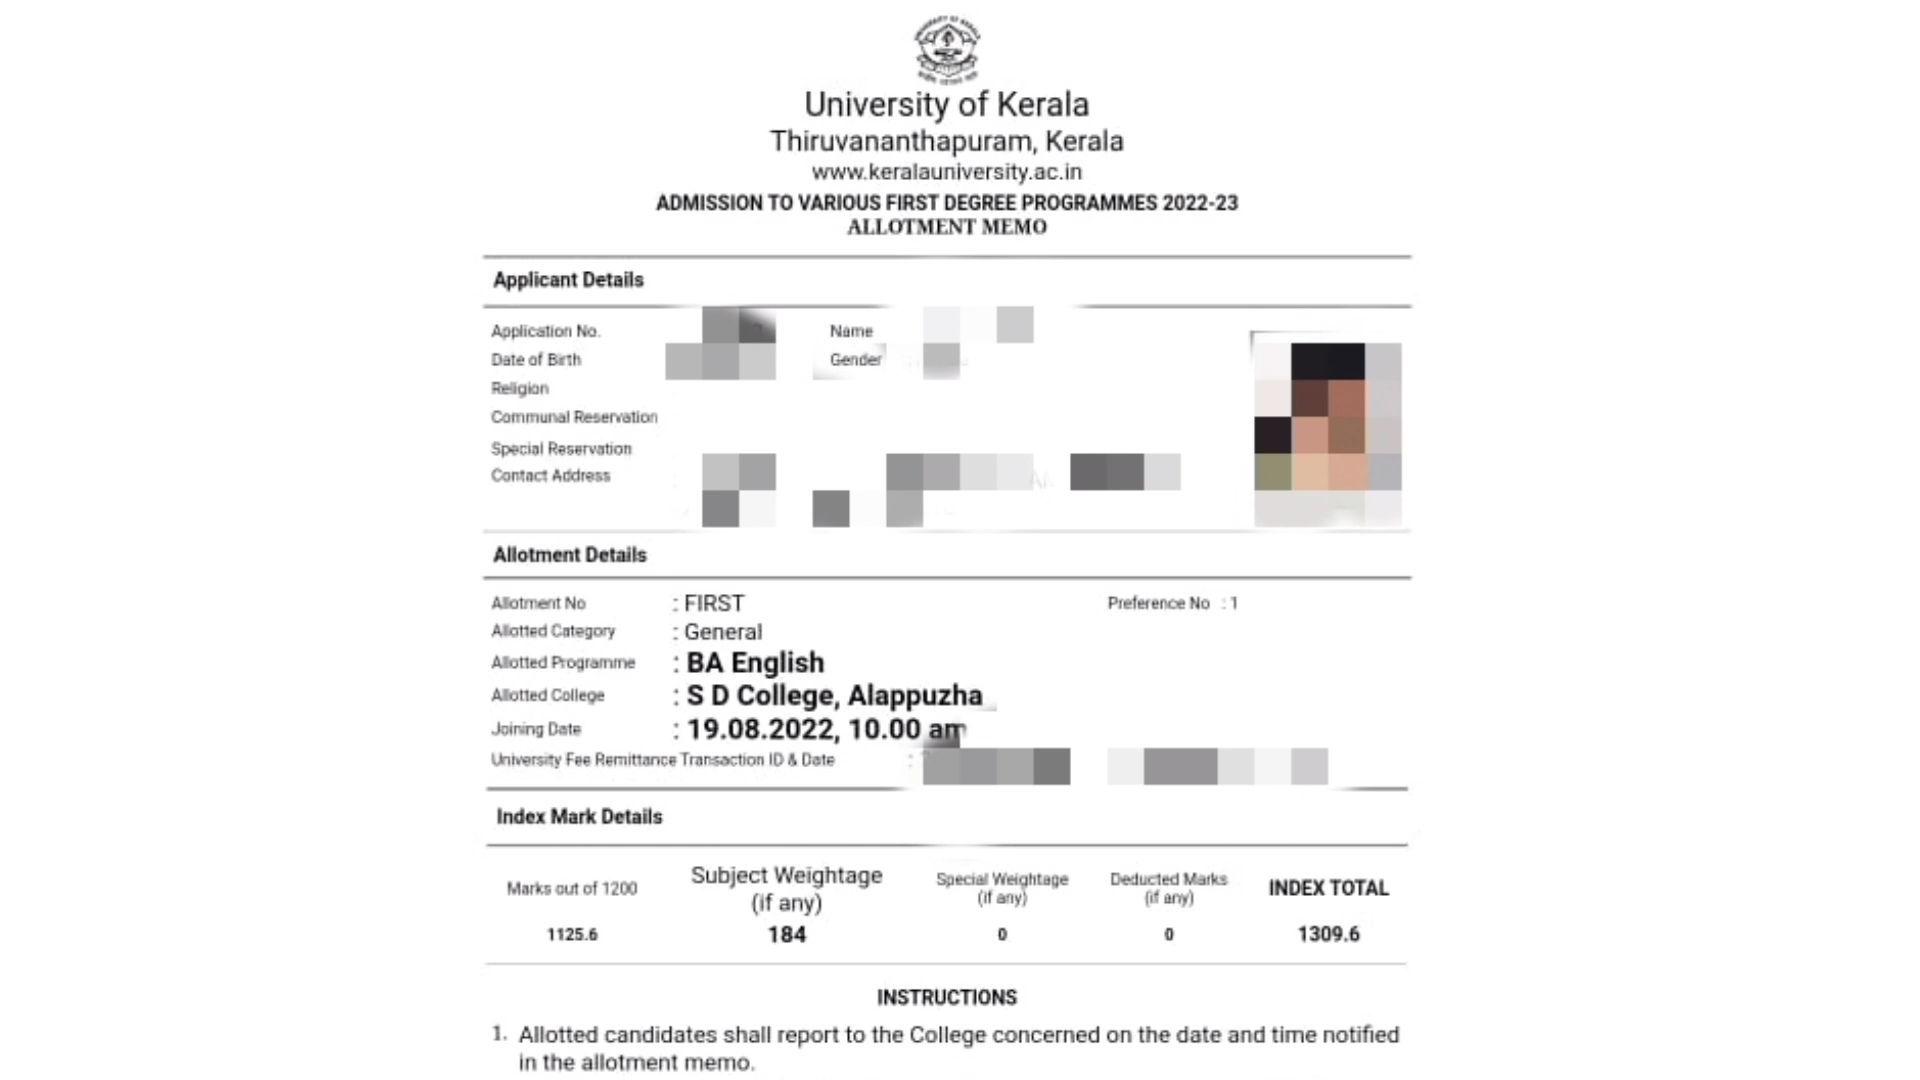 UNIVERSITY OF KERALA
University of Kerala
Thiruvananthapuram, Kerala
www.keralauniversity.ac.in
ADMISSION TO VARIOUS FIRST DEGREE PROGRAMMES 2022-23
ALLOTMENT MEMO
Applicant Details
Application No.
Name
Date of Birth
Gender
Religion
Communal Reservation
Special Reservation
Contact Address
Allotment Details
Allotment No : FIRST Preference No : 1
Allotted Category : General
Allotted Programme : BA English
Allotted College : S D College, Alappuzha
Joining Date : 19.08.2022, 10.00 am
University Fee Remittance Transaction ID & Date :
Index Mark Details
Marks out of 1200 Subject Weightage (if any) Special Weightage (if any) Deducted Marks (if any) INDEX TOTAL
1125.6 184 0 0 1309.6
INSTRUCTIONS
1. Allotted candidates shall report to the College concerned on the date and time notified
in the allotment memo.